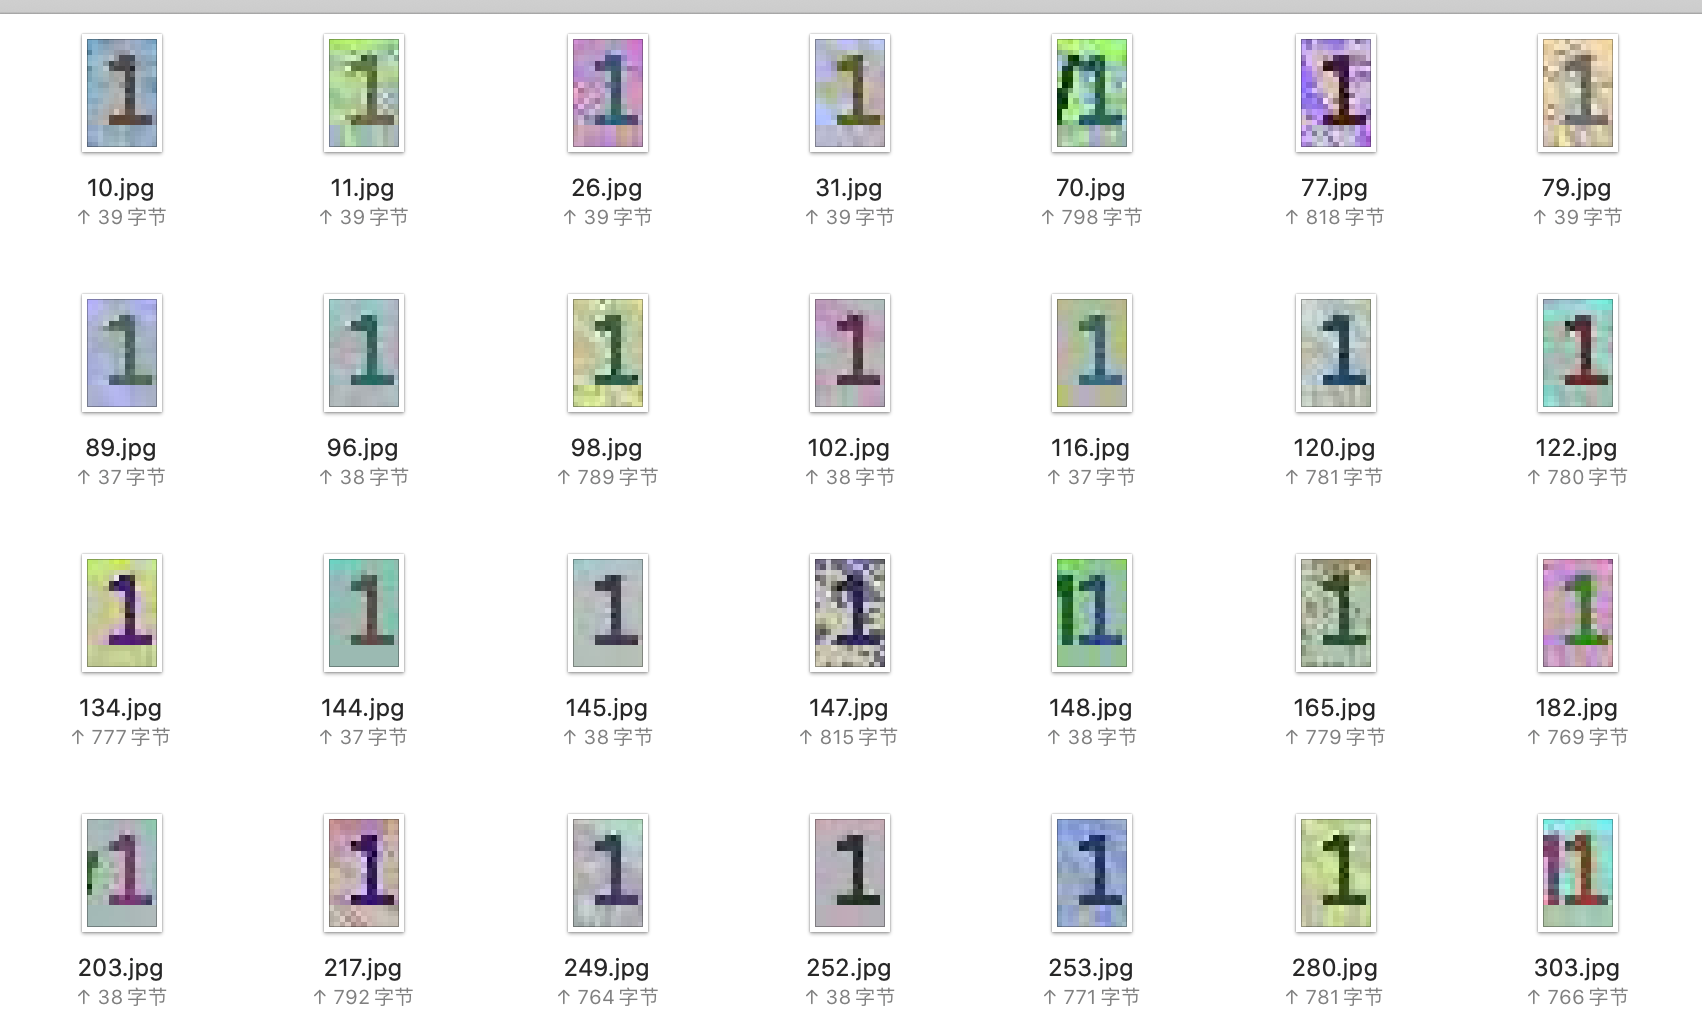 1 1 1 1 1 1 1
10.jpg 11.jpg 26.jpg 31.jpg 70.jpg 77.jpg 79.jpg
↑ 39 字节 ↑ 39 字节 ↑ 39 字节 ↑ 39 字节 ↑ 798 字节 ↑ 818 字节 ↑ 39 字节
1 1 1 1 1 1 1
89.jpg 96.jpg 98.jpg 102.jpg 116.jpg 120.jpg 122.jpg
↑ 37 字节 ↑ 38 字节 ↑ 789 字节 ↑ 38 字节 ↑ 37 字节 ↑ 781 字节 ↑ 780 字节
1 1 1 1 1 1 1
134.jpg 144.jpg 145.jpg 147.jpg 148.jpg 165.jpg 182.jpg
↑ 777 字节 ↑ 37 字节 ↑ 38 字节 ↑ 815 字节 ↑ 38 字节 ↑ 779 字节 ↑ 769 字节
1 1 1 1 1 1 1
203.jpg 217.jpg 249.jpg 252.jpg 253.jpg 280.jpg 303.jpg
↑ 38 字节 ↑ 792 字节 ↑ 764 字节 ↑ 38 字节 ↑ 771 字节 ↑ 781 字节 ↑ 766 字节